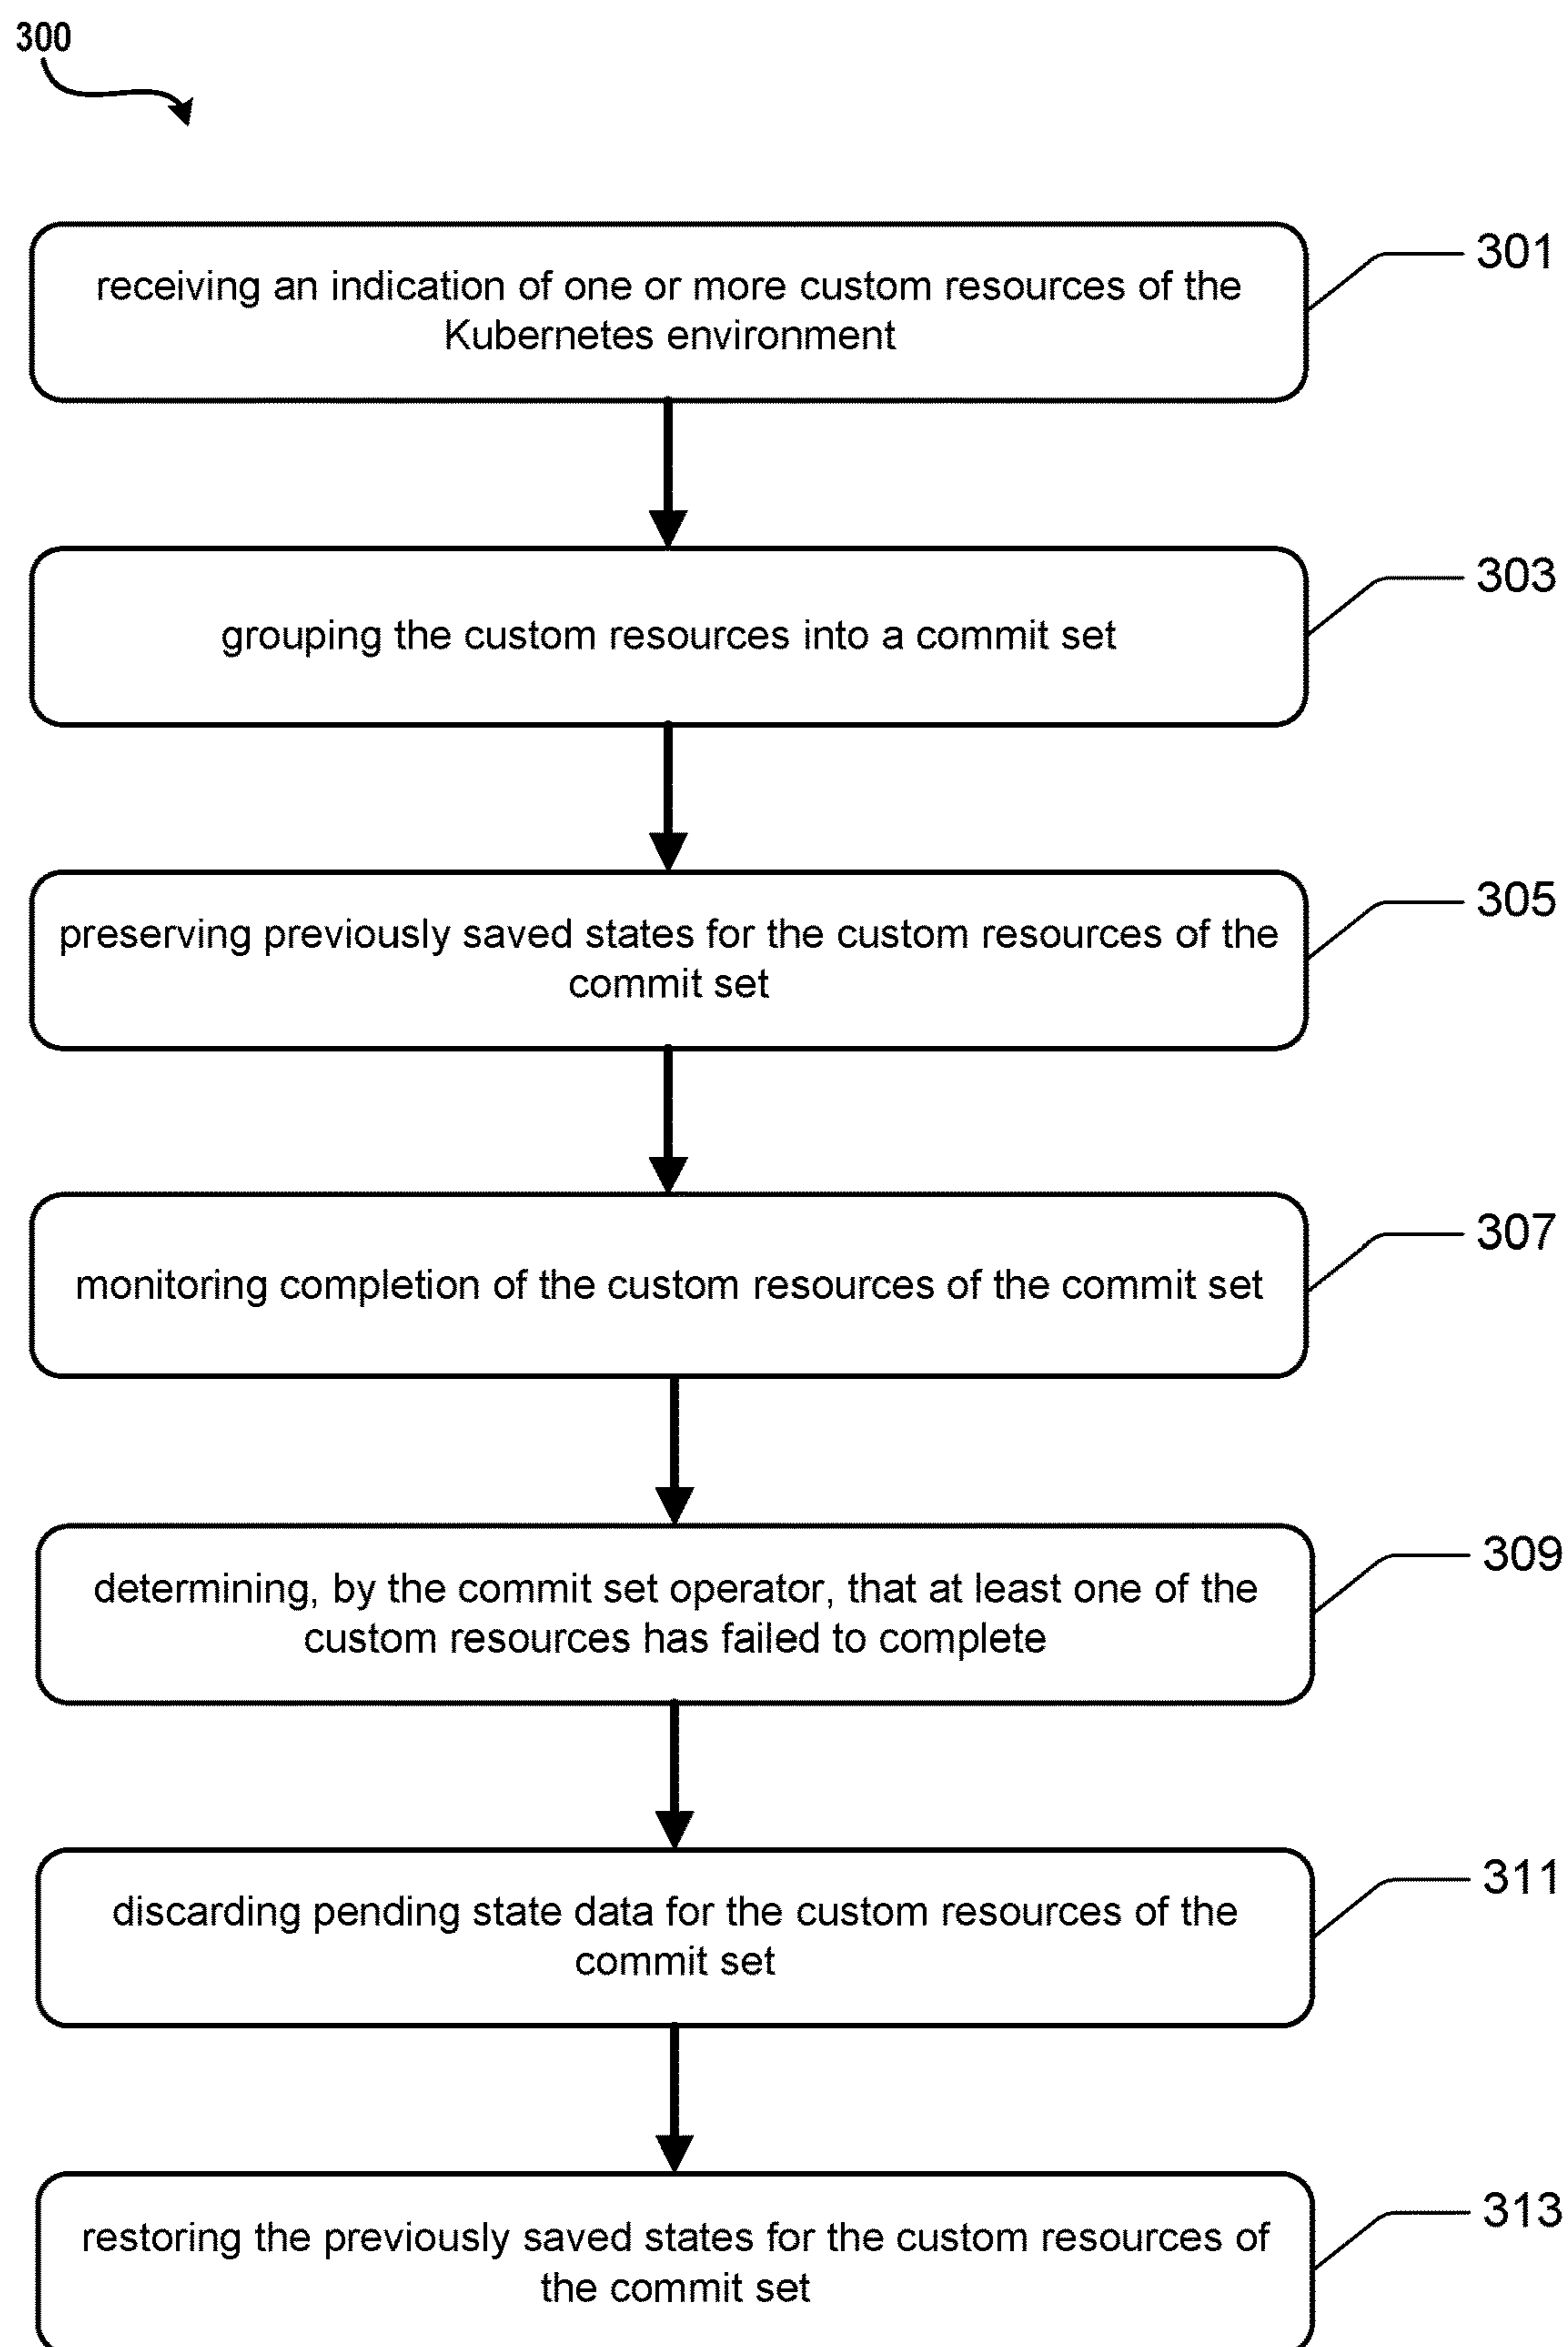 300
receiving an indication of one or more custom resources of the
Kubernetes environment
301
grouping the custom resources into a commit set
303
preserving previously saved states for the custom resources of the
commit set
305
monitoring completion of the custom resources of the commit set
307
determining, by the commit set operator, that at least one of the
custom resources has failed to complete
309
discarding pending state data for the custom resources of the
commit set
311
restoring the previously saved states for the custom resources of
the commit set
313